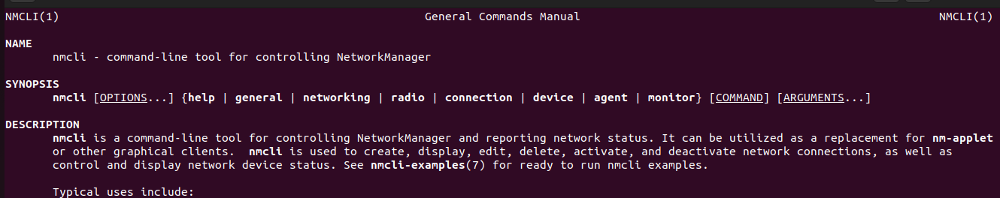 NMCLI(1) General Commands Manual NMCLI(1)
NAME
nmcli - command-line tool for controlling NetworkManager
SYNOPSIS
nmcli [OPTIONS...] {help | general | networking | radio | connection | device | agent | monitor} [COMMAND] [ARGUMENTS...]
DESCRIPTION
nmcli is a command-line tool for controlling NetworkManager and reporting network status. It can be utilized as a replacement for nm-applet
or other graphical clients.  nmcli is used to create, display, edit, delete, activate, and deactivate network connections, as well as
control and display network device status. See nmcli-examples(7) for ready to run nmcli examples.
Typical uses include: